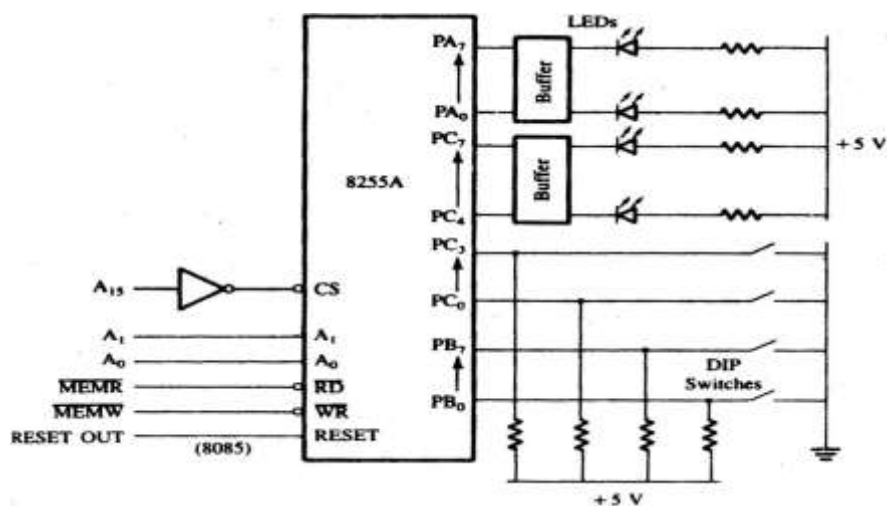 LEDs
PA7
Buffer
PA0
PC7
+5 V
8255A
Buffer
PC4
PC3
A15
CS
PC0
A1
A1
PB7
A0
A0
DIP
Switches
MEMR
RD
MEMW
WR
PB0
RESET OUT
RESET
(8085)
+5 V